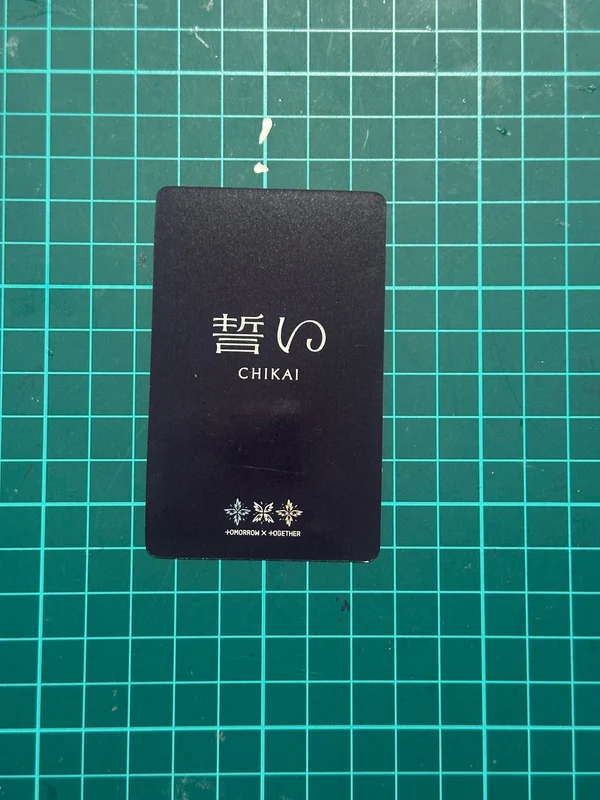 誓い
CHIKAI
TOMORROW X TOGETHER